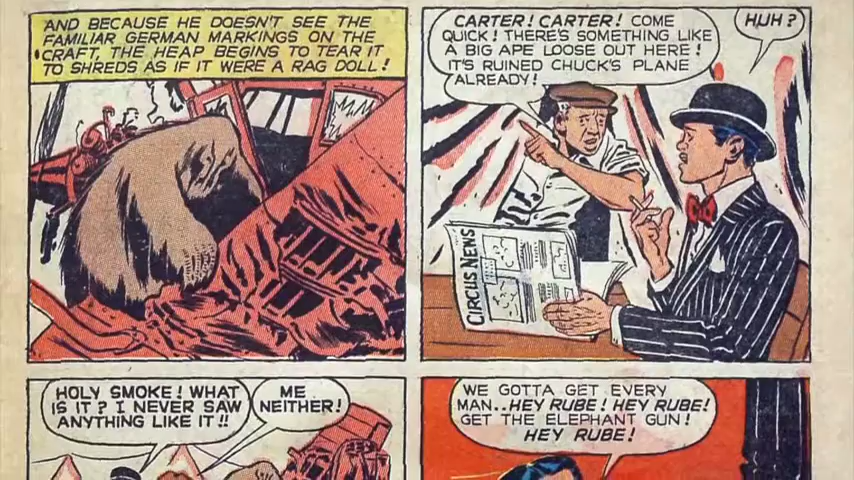 AND BECAUSE HE DOESN'T SEE THE
FAMILIAR GERMAN MARKINGS ON THE
CRAFT, THE HEAP BEGINS TO TEAR IT
TO SHREDS AS IF IT WERE A RAG DOLL!
CARTER! CARTER! COME
QUICK! THERE'S SOMETHING LIKE
A BIG APE LOOSE OUT HERE!
IT'S RUINED CHUCK'S PLANE
ALREADY!
HUH?
CIRCUS NEWS
HOLY SMOKE! WHAT
IS IT? I NEVER SAW
ANYTHING LIKE IT!!
ME
NEITHER!
WE GOTTA GET EVERY
MAN..HEY RUBE! HEY RUBE!
GET THE ELEPHANT GUN!
HEY RUBE!